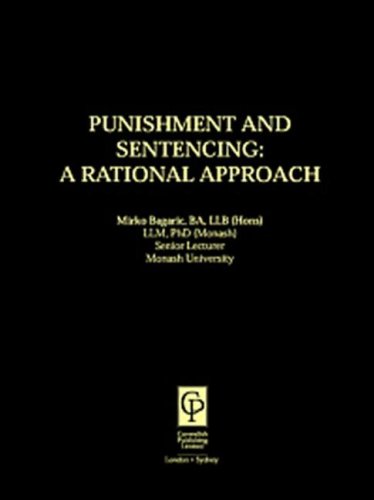 PUNISHMENT AND
SENTENCING:
A RATIONAL APPROACH
Mirko Bagaric, BA, LLB (Hons)
LLM, PhD (Monash)
Senior Lecturer
Monash University
CP
Cavendish
Publishing
Limited
London • Sydney